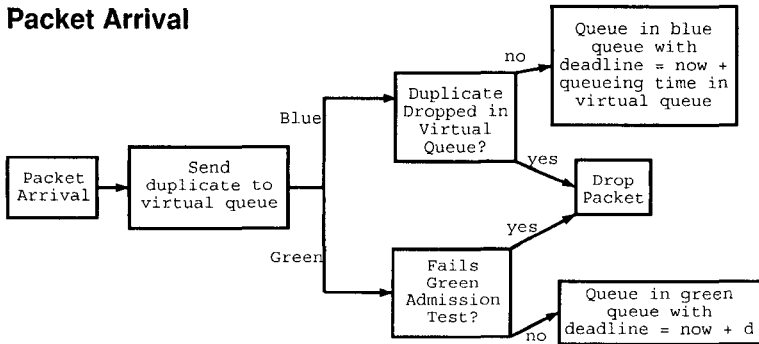 Packet Arrival
Packet
Arrival
Send
duplicate to
virtual queue
Blue
Green
Duplicate
Dropped in
Virtual
Queue?
no
yes
Queue in blue
queue with
deadline = now +
queueing time in
virtual queue
Drop
Packet
Fails
Green
Admission
Test?
yes
no
Queue in green
queue with
deadline = now + d